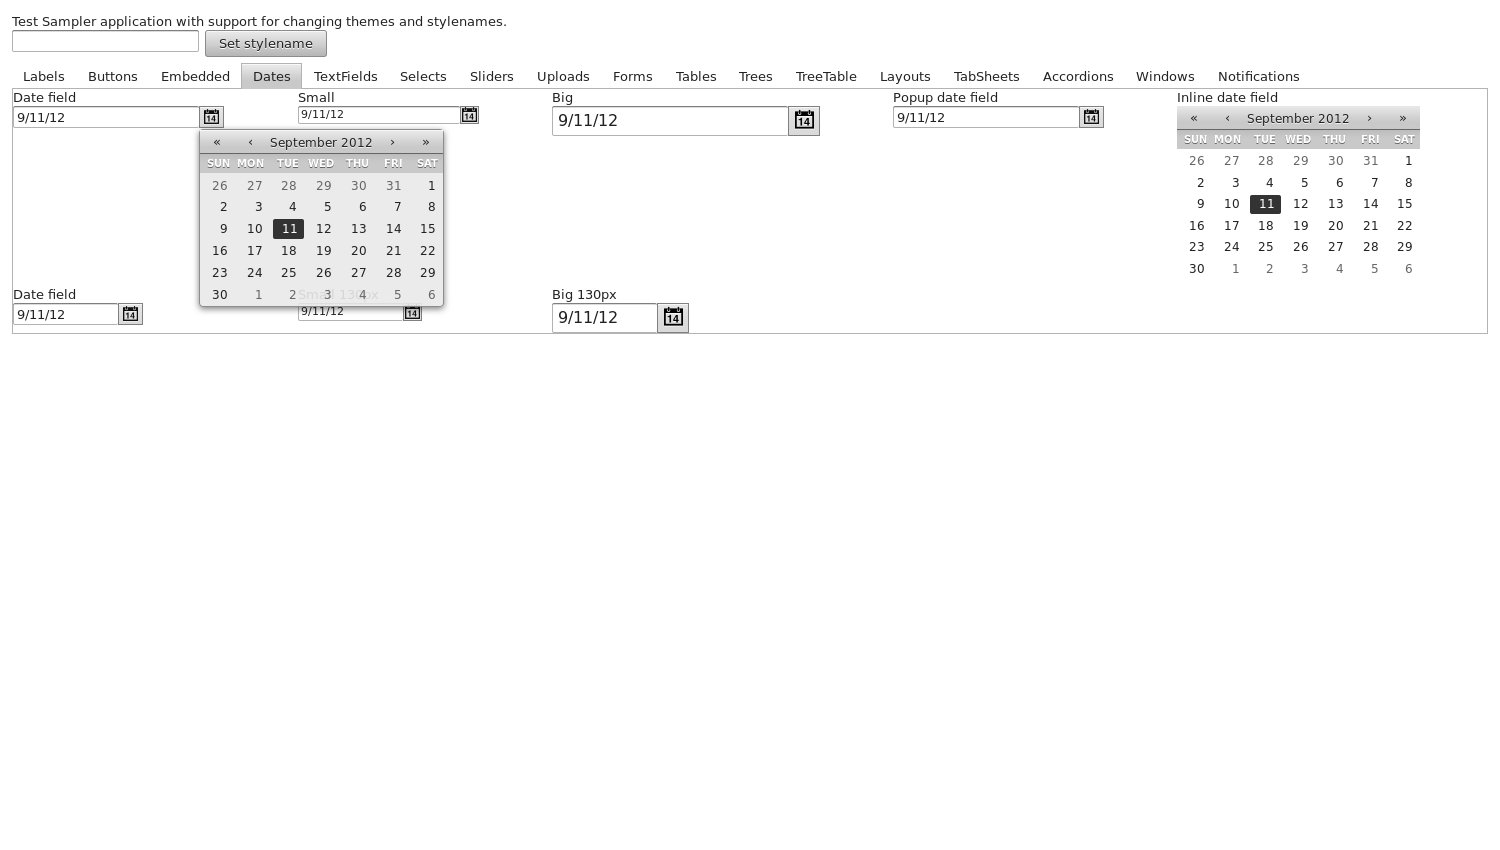 Test Sampler application with support for changing themes and stylenames.
Set stylename
Labels Buttons Embedded Dates TextFields Selects Sliders Uploads Forms Tables Trees TreeTable Layouts TabSheets Accordions Windows Notifications
Date field Small Big Popup date field Inline date field
9/11/12 14 9/11/12 14 9/11/12 14 9/11/12 14
« ‹ September 2012 › »
SUN MON TUE WED THU FRI SAT
26 27 28 29 30 31 1
2 3 4 5 6 7 8
9 10 11 12 13 14 15
16 17 18 19 20 21 22
23 24 25 26 27 28 29
30 1 2 3 4 5 6
« ‹ September 2012 › »
SUN MON TUE WED THU FRI SAT
26 27 28 29 30 31 1
2 3 4 5 6 7 8
9 10 11 12 13 14 15
16 17 18 19 20 21 22
23 24 25 26 27 28 29
30 1 2 3 4 5 6
Date field Small 130px Big 130px
9/11/12 14 9/11/12 14 9/11/12 14